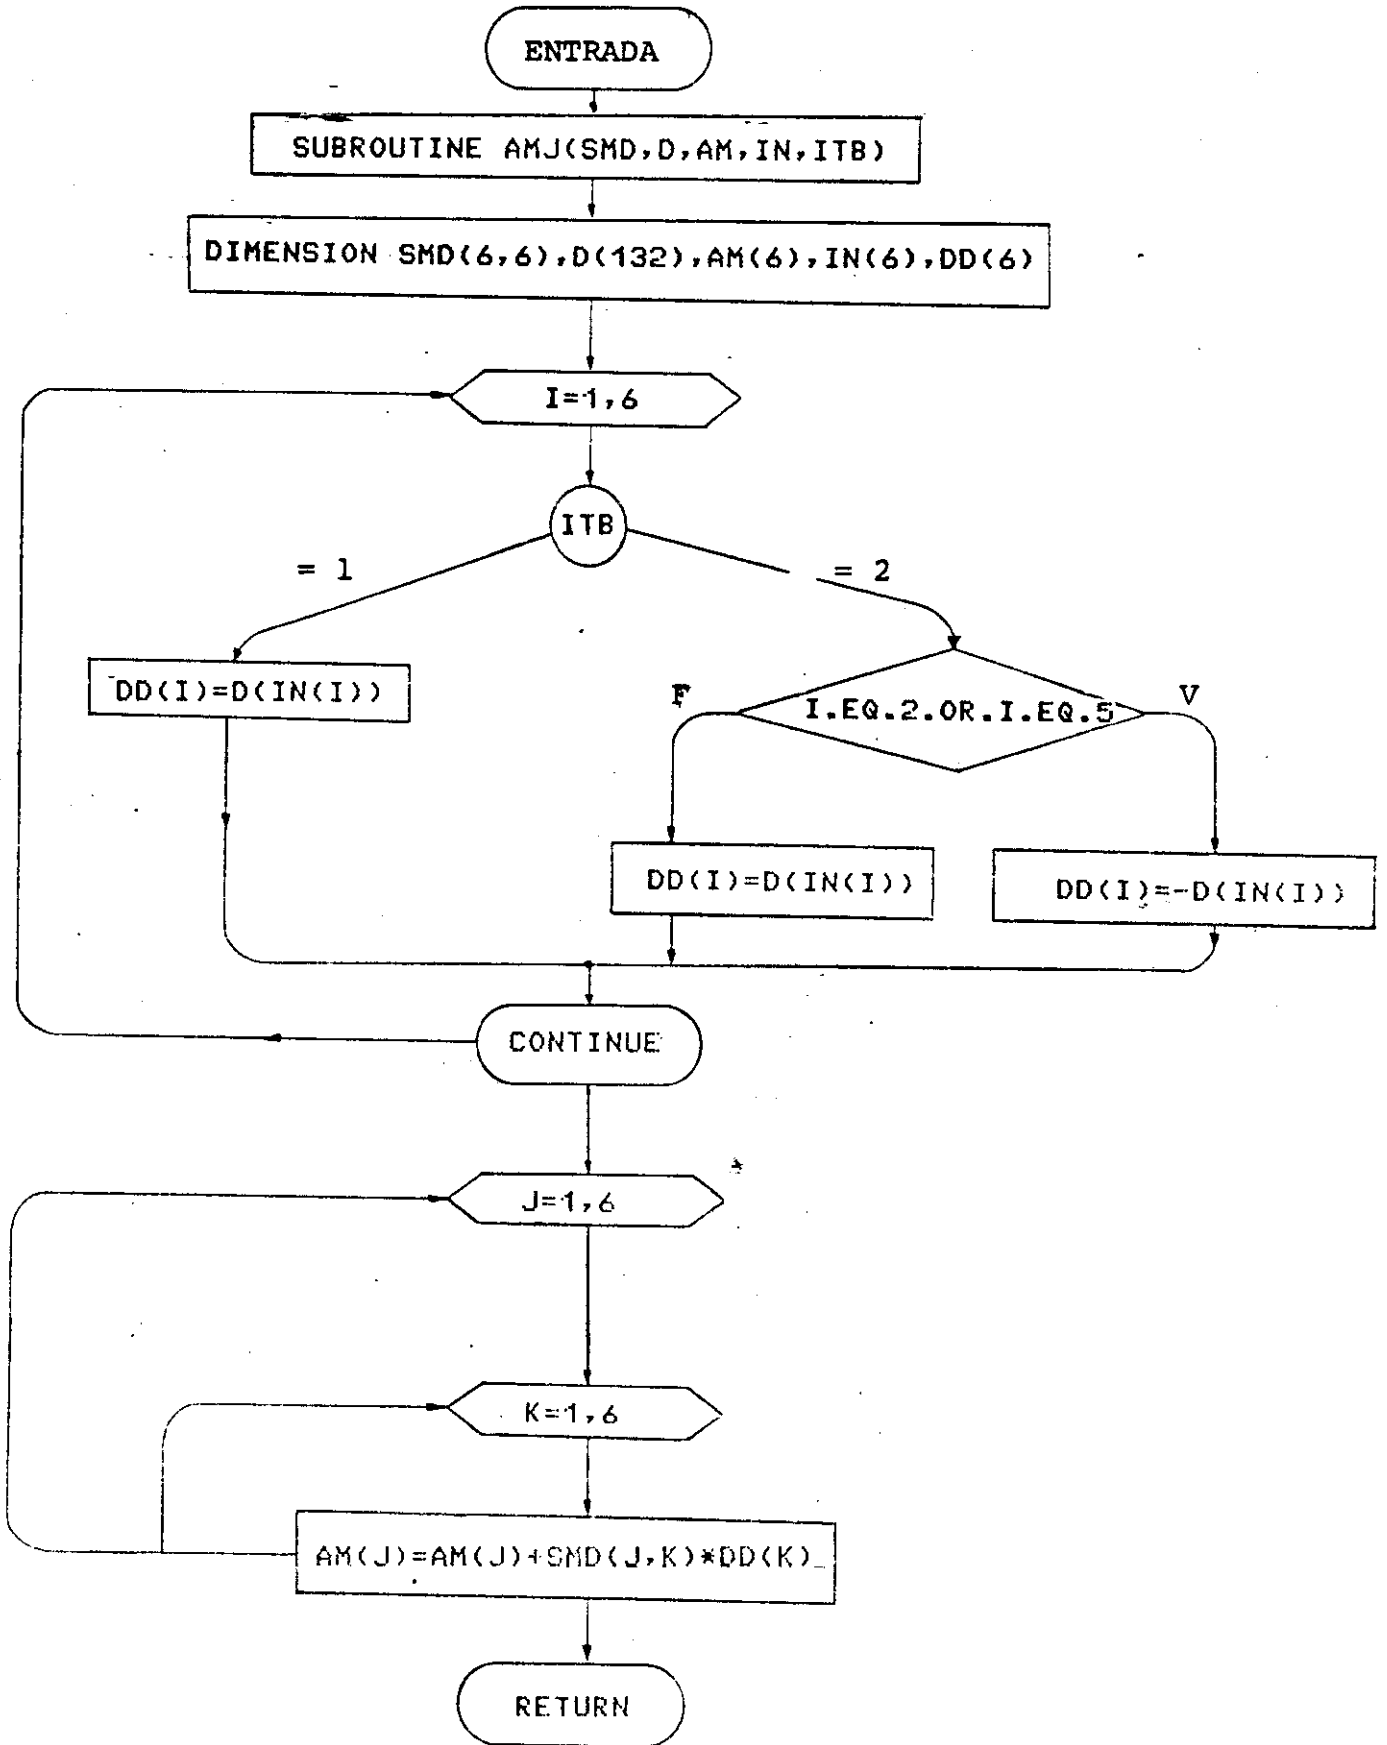 ENTRADA
SUBROUTINE AMJ(SMD,D,AM,IN,ITB)
DIMENSION SMD(6,6),D(132),AM(6),IN(6),DD(6)
I=1,6
ITB
= 1
= 2
DD(I)=D(IN(I))
F
I.EQ.2.OR.I.EQ.5
V
DD(I)=D(IN(I))
DD(I)=-D(IN(I))
CONTINUE
J=1,6
K=1,6
AM(J)=AM(J)+SMD(J,K)*DD(K)
RETURN